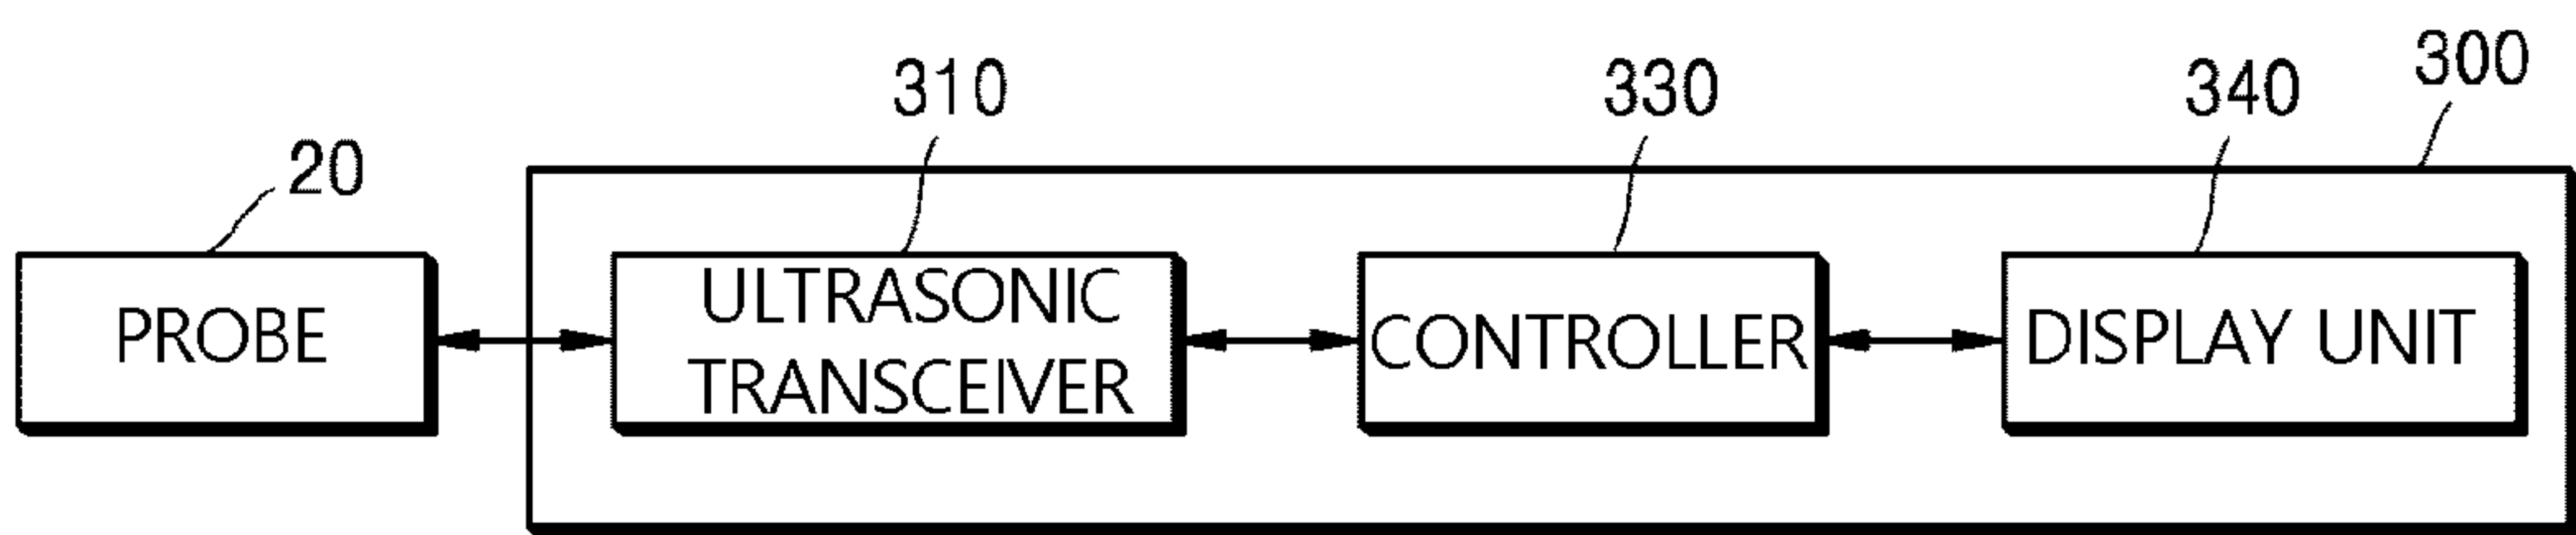 300
310
330
340
20
PROBE
ULTRASONIC
TRANSCEIVER
CONTROLLER
DISPLAY UNIT